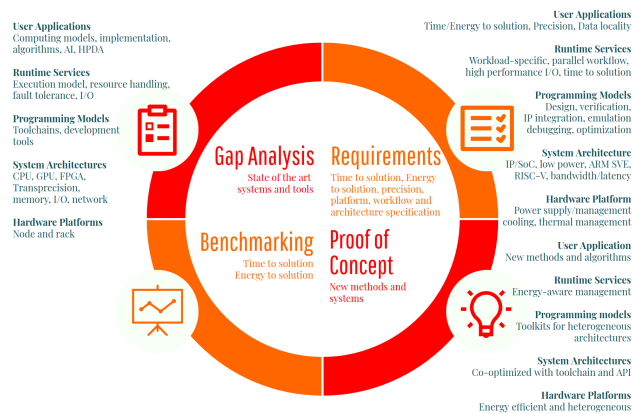 User Applications
Computing models, implementation,
algorithms, AI, HPDA
Runtime Services
Execution model, resource handling,
fault tolerance, I/O
Programming Models
Toolchains, development
tools
System Architectures
CPU, GPU, FPGA,
Transprecision,
memory, I/O, network
Hardware Platforms
Node and rack
Gap Analysis
State of the art
systems and tools
Requirements
Time to solution, Energy
to solution, precision,
platform, workflow and
architecture specification
Benchmarking
Time to solution
Energy to solution
Proof of
Concept
New methods and
systems
User Applications
Time/Energy to solution, Precision, Data locality
Runtime Services
Workload-specific, parallel workflow,
high performance I/O, time to solution
Programming Models
Design, verification,
IP integration, emulation
debugging, optimization
System Architecture
IP/SoC, low power, ARM SVE,
RISC-V, bandwidth/latency
Hardware Platform
Power supply/management
cooling, thermal management
User Application
New methods and algorithms
Runtime Services
Energy-aware management
Programming models
Toolkits for heterogeneous
architectures
System Architectures
Co-optimized with toolchain and API
Hardware Platforms
Energy efficient and heterogeneous